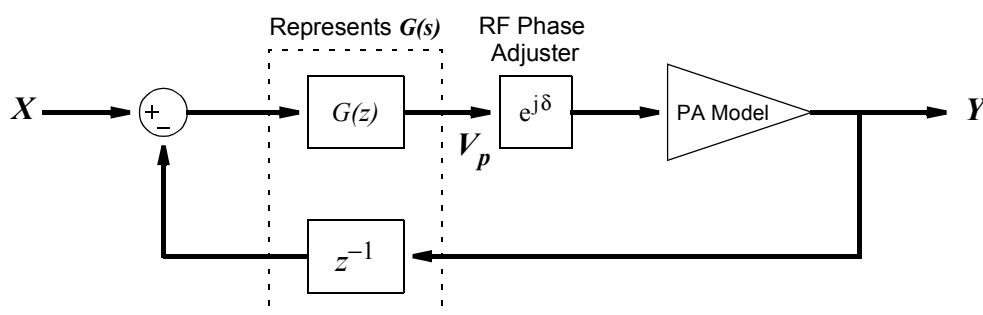 Represents G(s)
RF Phase
Adjuster
X
+
−
G(z)
V_p
e^{jδ}
PA Model
Y
z^{−1}